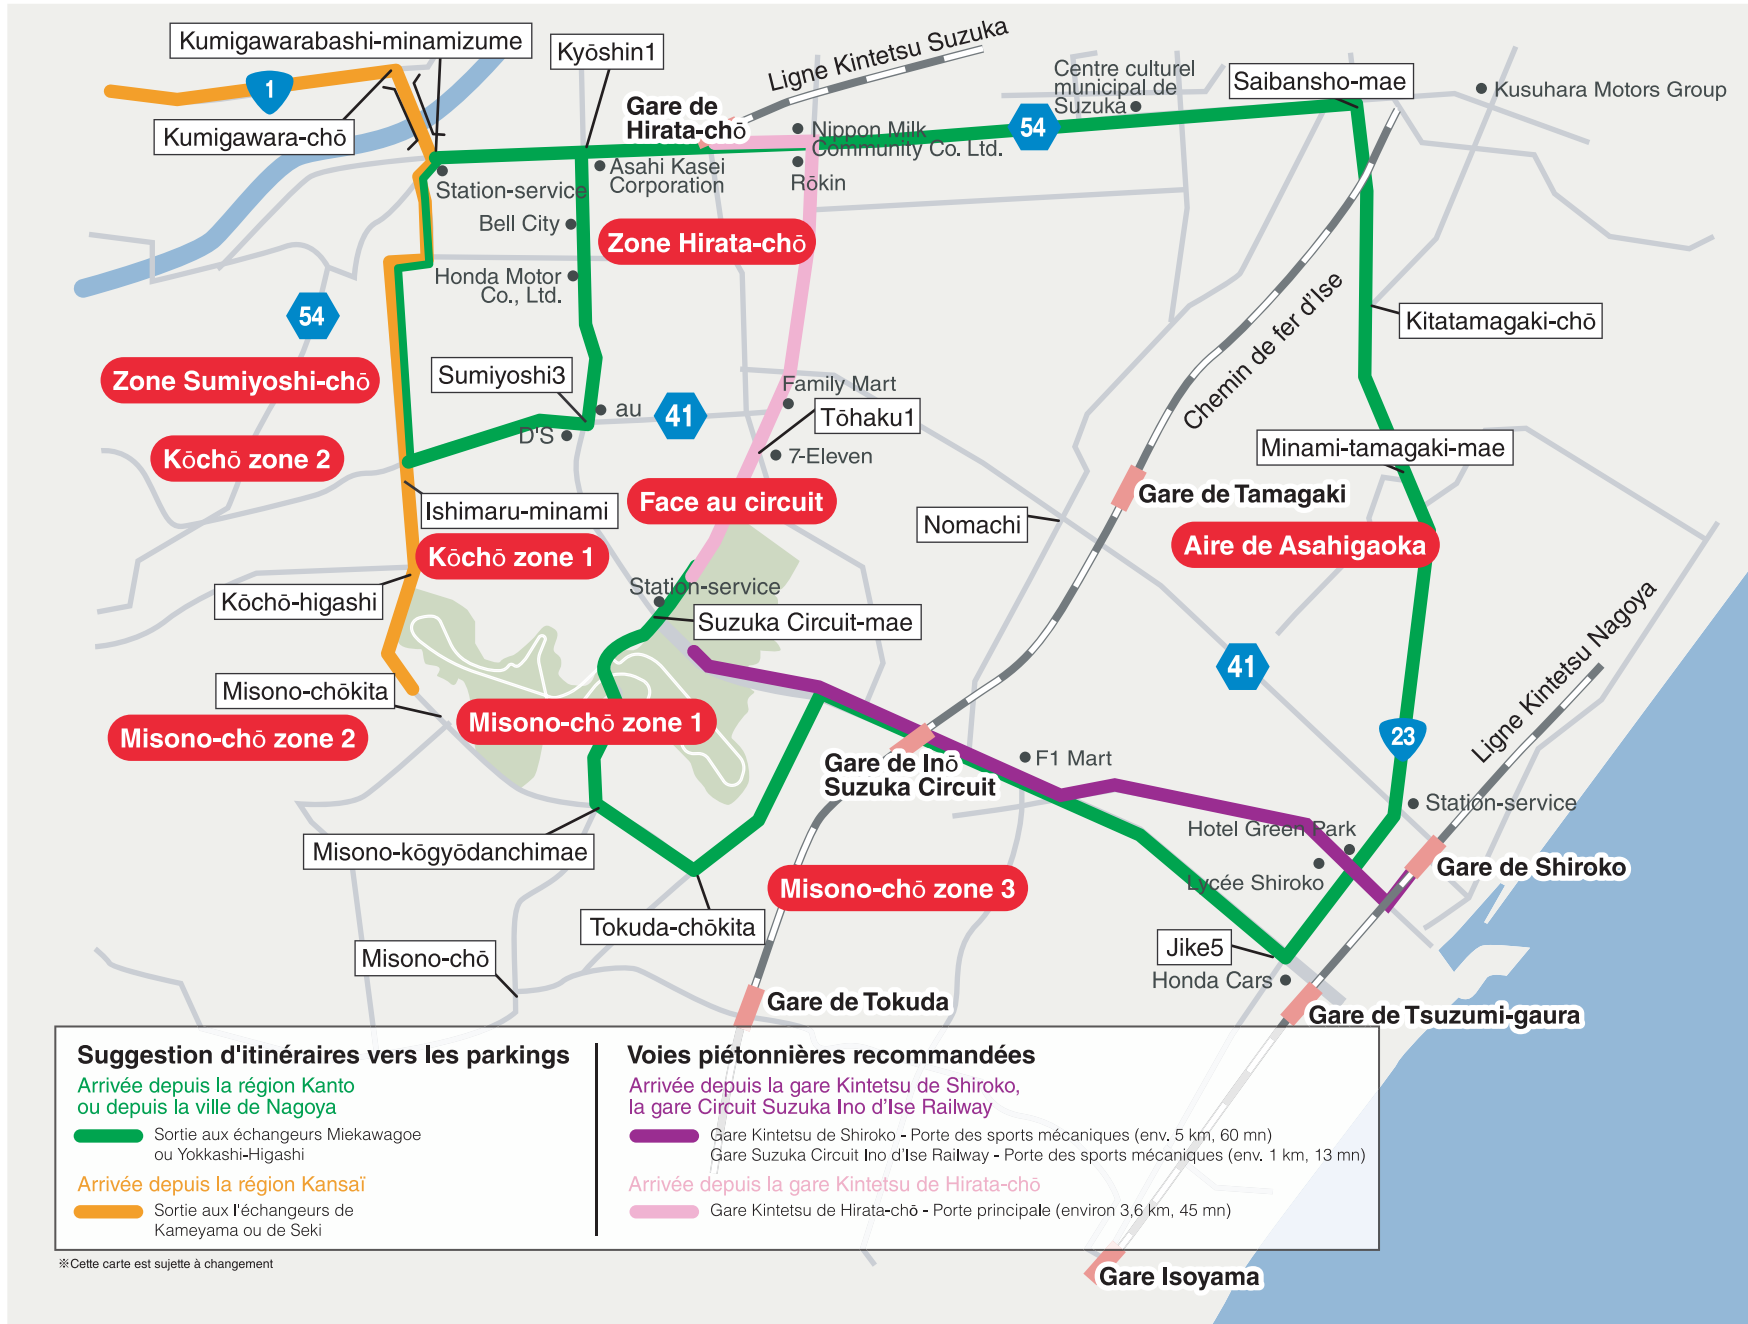 Kumigawarabashi-minamizume
Kyōshin1
Ligne Kintetsu Suzuka
1
Kumigawara-chō
Gare de
Hirata-chō
Centre culturel
municipal de
Suzuka
Saibansho-mae
Kusuhara Motors Group
54
Nippon Milk
Community Co. Ltd.
Asahi Kasei
Corporation
Rōkin
Station-service
Bell City
Zone Hirata-chō
Honda Motor
Co., Ltd.
54
Chemin de fer d'Ise
Kitatamagaki-chō
Zone Sumiyoshi-chō
Sumiyoshi3
Family Mart
au
41
Tōhaku1
D'S
Kōchō zone 2
7-Eleven
Minami-tamagaki-mae
Ishimaru-minami
Face au circuit
Gare de Tamagaki
Nomachi
Kōchō zone 1
Aire de Asahigaoka
Station-service
Kōchō-higashi
Suzuka Circuit-mae
41
Ligne Kintetsu Nagoya
Misono-chōkita
Misono-chō zone 1
Misono-chō zone 2
23
Gare de Inō
Suzuka Circuit
F1 Mart
Station-service
Hotel Green Park
Misono-kōgyōdanchimae
Gare de Shiroko
Lycée Shiroko
Misono-chō zone 3
Tokuda-chōkita
Jike5
Misono-chō
Honda Cars
Gare de Tokuda
Gare de Tsuzumi-gaura
Suggestion d'itinéraires vers les parkings
Arrivée depuis la région Kanto
ou depuis la ville de Nagoya
Sortie aux échangeurs Miekawagoe
ou Yokkashi-Higashi
Arrivée depuis la région Kansaï
Sortie aux l'échangeurs de
Kameyama ou de Seki
Voies piétonnières recommandées
Arrivée depuis la gare Kintetsu de Shiroko,
la gare Circuit Suzuka Ino d'Ise Railway
Gare Kintetsu de Shiroko - Porte des sports mécaniques (env. 5 km, 60 mn)
Gare Suzuka Circuit Ino d'Ise Railway - Porte des sports mécaniques (env. 1 km, 13 mn)
Arrivée depuis la gare Kintetsu de Hirata-chō
Gare Kintetsu de Hirata-chō - Porte principale (environ 3,6 km, 45 mn)
※Cette carte est sujette à changement
Gare Isoyama